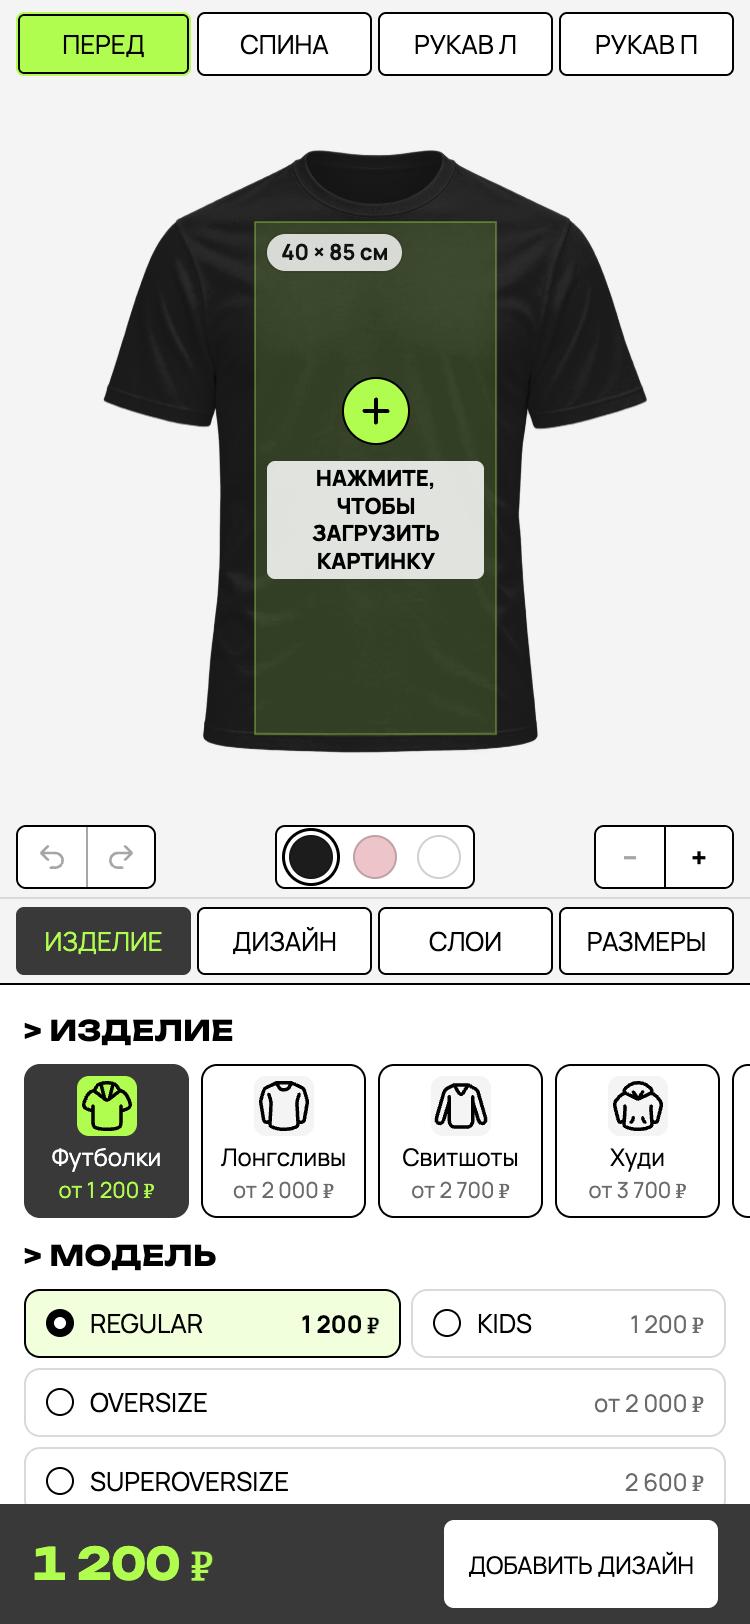 ПЕРЕД
СПИНА
РУКАВ Л
РУКАВ П
40 × 85 см
НАЖМИТЕ,
ЧТОБЫ
ЗАГРУЗИТЬ
КАРТИНКУ
ИЗДЕЛИЕ
ДИЗАЙН
СЛОИ
РАЗМЕРЫ
> ИЗДЕЛИЕ
Футболки
от 1 200 ₽
Лонгсливы
от 2 000 ₽
Свитшоты
от 2 700 ₽
Худи
от 3 700 ₽
> МОДЕЛЬ
REGULAR 1 200 ₽
KIDS 1 200 ₽
OVERSIZE от 2 000 ₽
SUPEROVERSIZE 2 600 ₽
1 200 ₽
ДОБАВИТЬ ДИЗАЙН